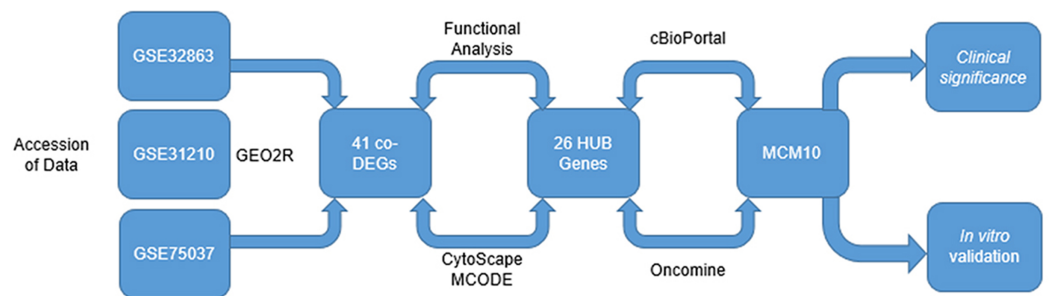 Accession
of Data
GSE32863
GSE31210
GSE75037
GEO2R
41 co-
DEGs
Functional
Analysis
CytoScape
MCODE
26 HUB
Genes
cBioPortal
Oncomine
MCM10
Clinical
significance
In vitro
validation